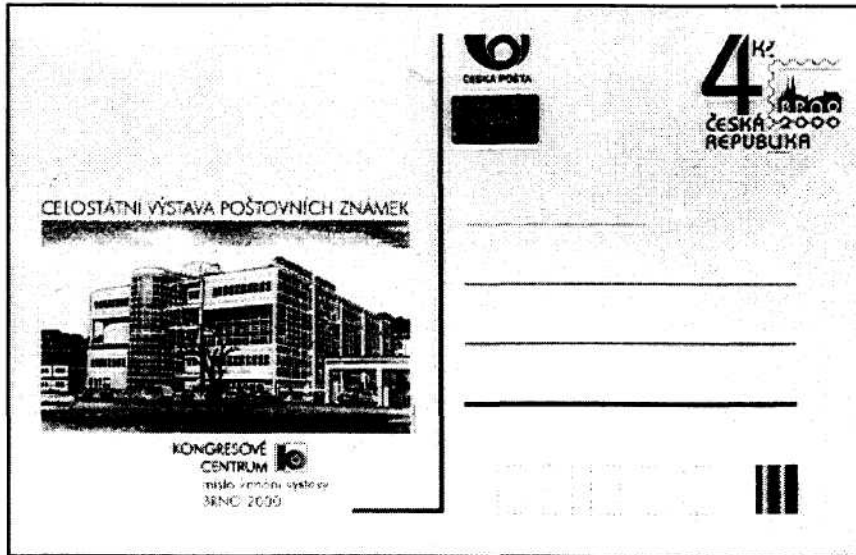 CELOSTÁTNÍ VÝSTAVA POŠTOVNÍCH ZNÁMEK
KONGRESOVÉ
CENTRUM
místo konání výstavy
BRNO 2000
ČESKÁ POŠTA
4 Kč
BRNO
2000
ČESKÁ
REPUBLIKA